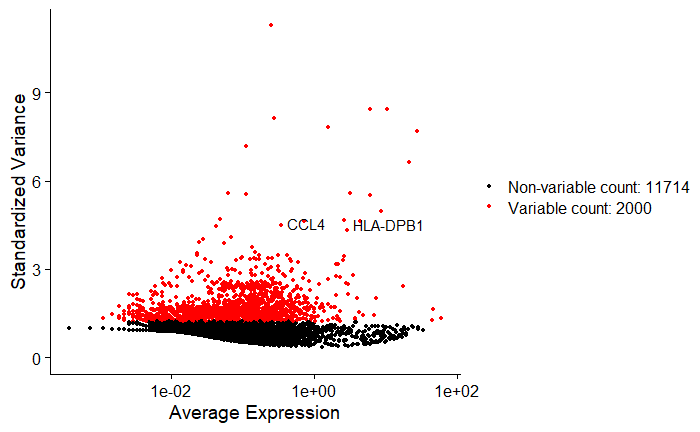 Standardized Variance
9
6
3
0
CCL4
HLA-DPB1
Non-variable count: 11714
Variable count: 2000
1e-02
1e+00
1e+02
Average Expression